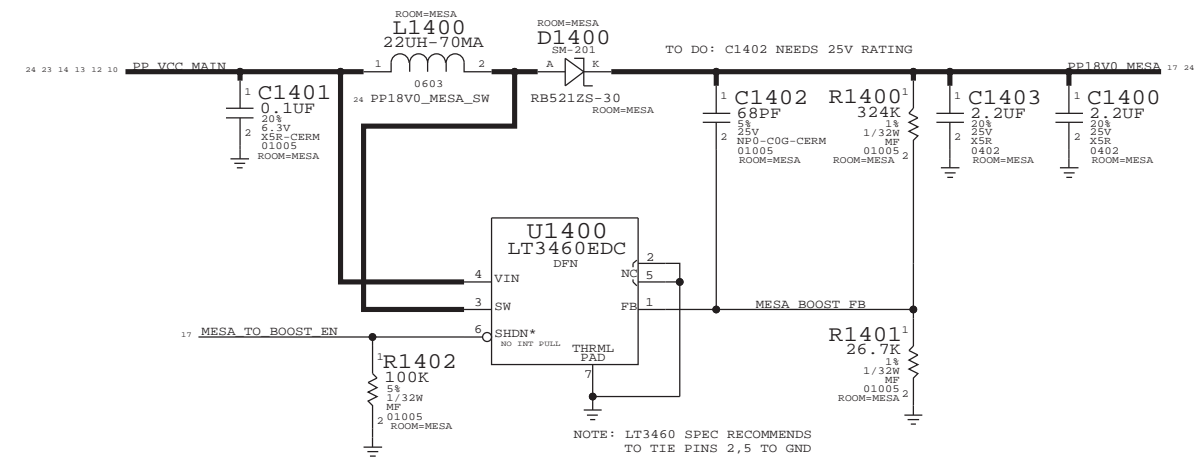 ROOM=MESA
L1400
22UH-70MA
1 2
0603
24 PP18V0_MESA_SW
ROOM=MESA
D1400
SM-201
A K
RB521ZS-30
ROOM=MESA
TO DO: C1402 NEEDS 25V RATING
24 23 14 13 12 10 PP_VCC_MAIN
PP18V0_MESA 17 24
1 C1401
0.1UF
20%
6.3V
2 X5R-CERM
01005
ROOM=MESA
1 C1402
68PF
5%
25V
2 NP0-C0G-CERM
01005
ROOM=MESA
R1400 1
324K
1%
1/32W
MF
01005 2
ROOM=MESA
1 C1403
2.2UF
20%
25V
2 X5R
0402
ROOM=MESA
1 C1400
2.2UF
20%
25V
2 X5R
0402
ROOM=MESA
U1400
LT3460EDC
DFN
4 VIN
3 SW
6 SHDN*
NO INT PULL
NC 2
5
FB 1
THRML
PAD
7
MESA_BOOST_FB
17 MESA_TO_BOOST_EN
1 R1402
100K
5%
1/32W
MF
2 01005
ROOM=MESA
R1401 1
26.7K
1%
1/32W
MF
01005
ROOM=MESA 2
NOTE: LT3460 SPEC RECOMMENDS
TO TIE PINS 2,5 TO GND